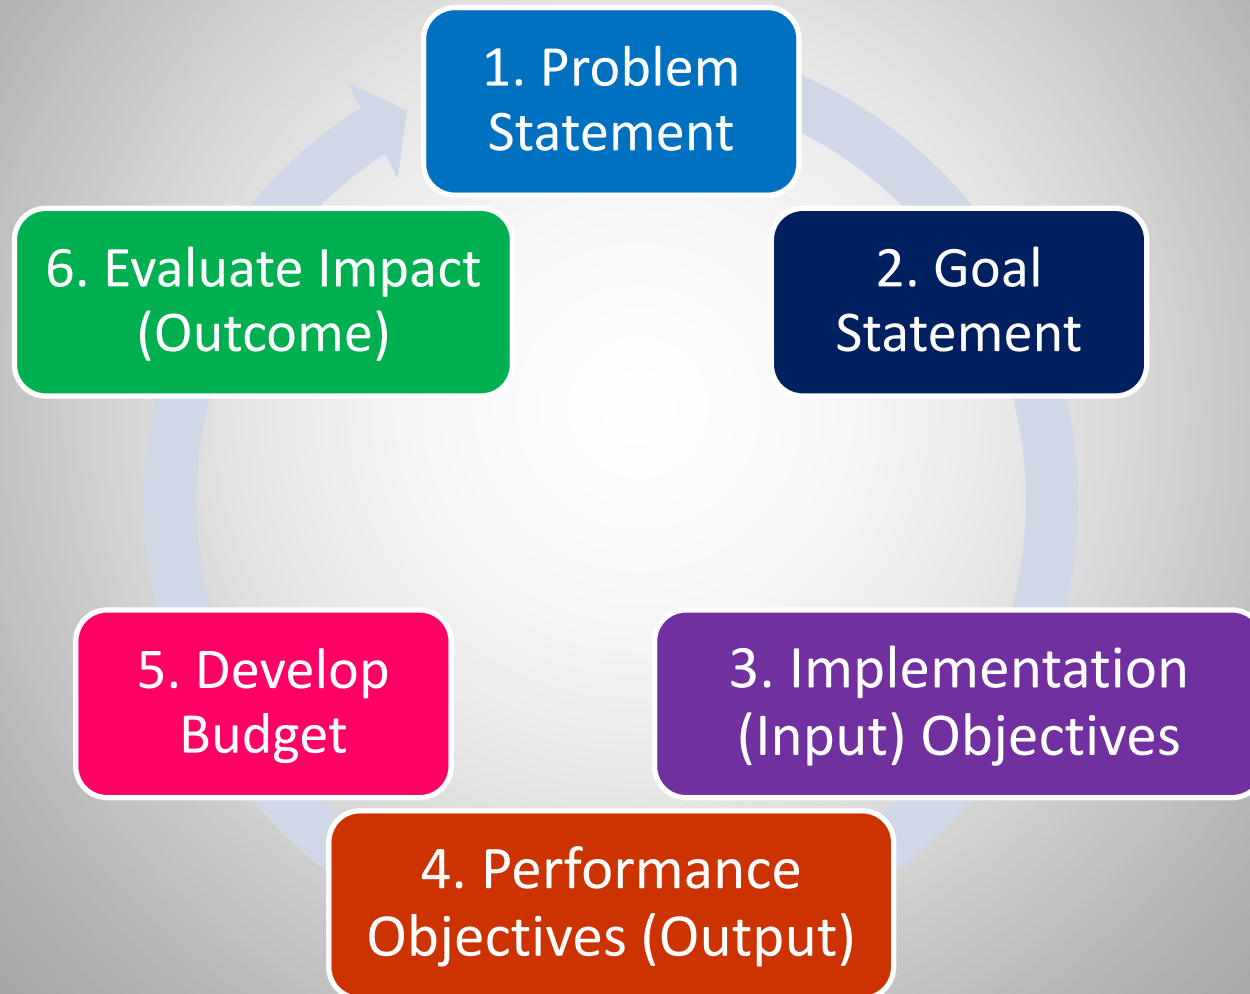 1. Problem
Statement
2. Goal
Statement
3. Implementation
(Input) Objectives
4. Performance
Objectives (Output)
5. Develop
Budget
6. Evaluate Impact
(Outcome)